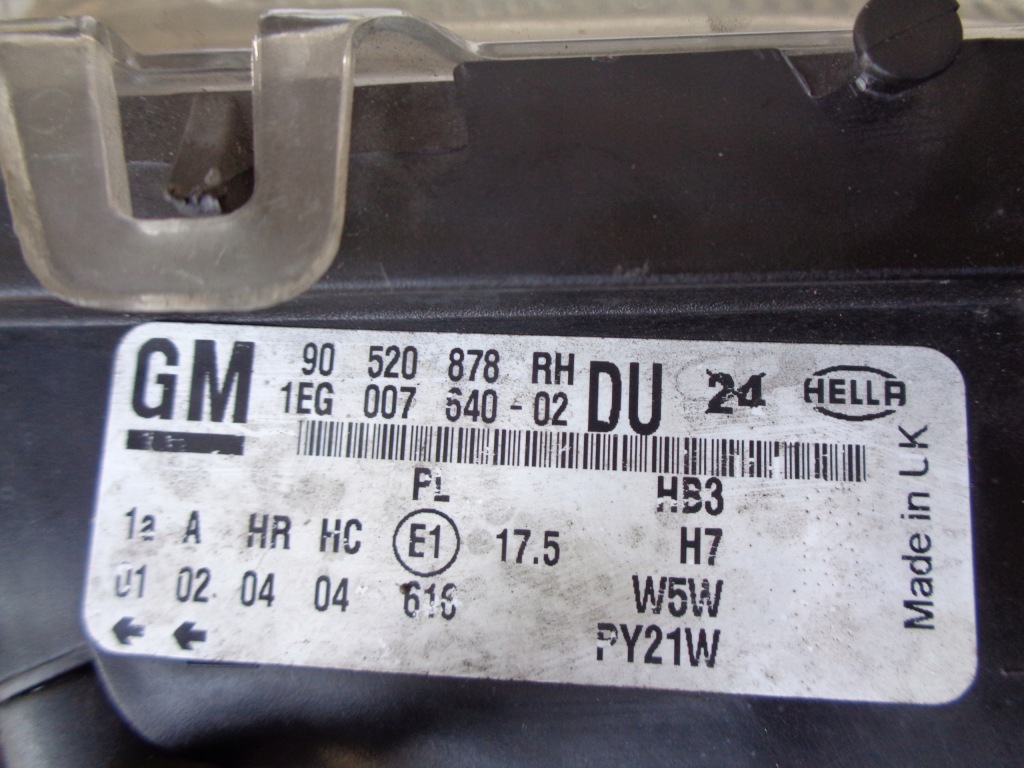 GM 90 520 878 RH DU 24 HELLA
1EG 007 640 - 02
PL HB3
1a A HR HC E1 17.5 H7
01 02 04 04 W5W
PY21W
Made in UK